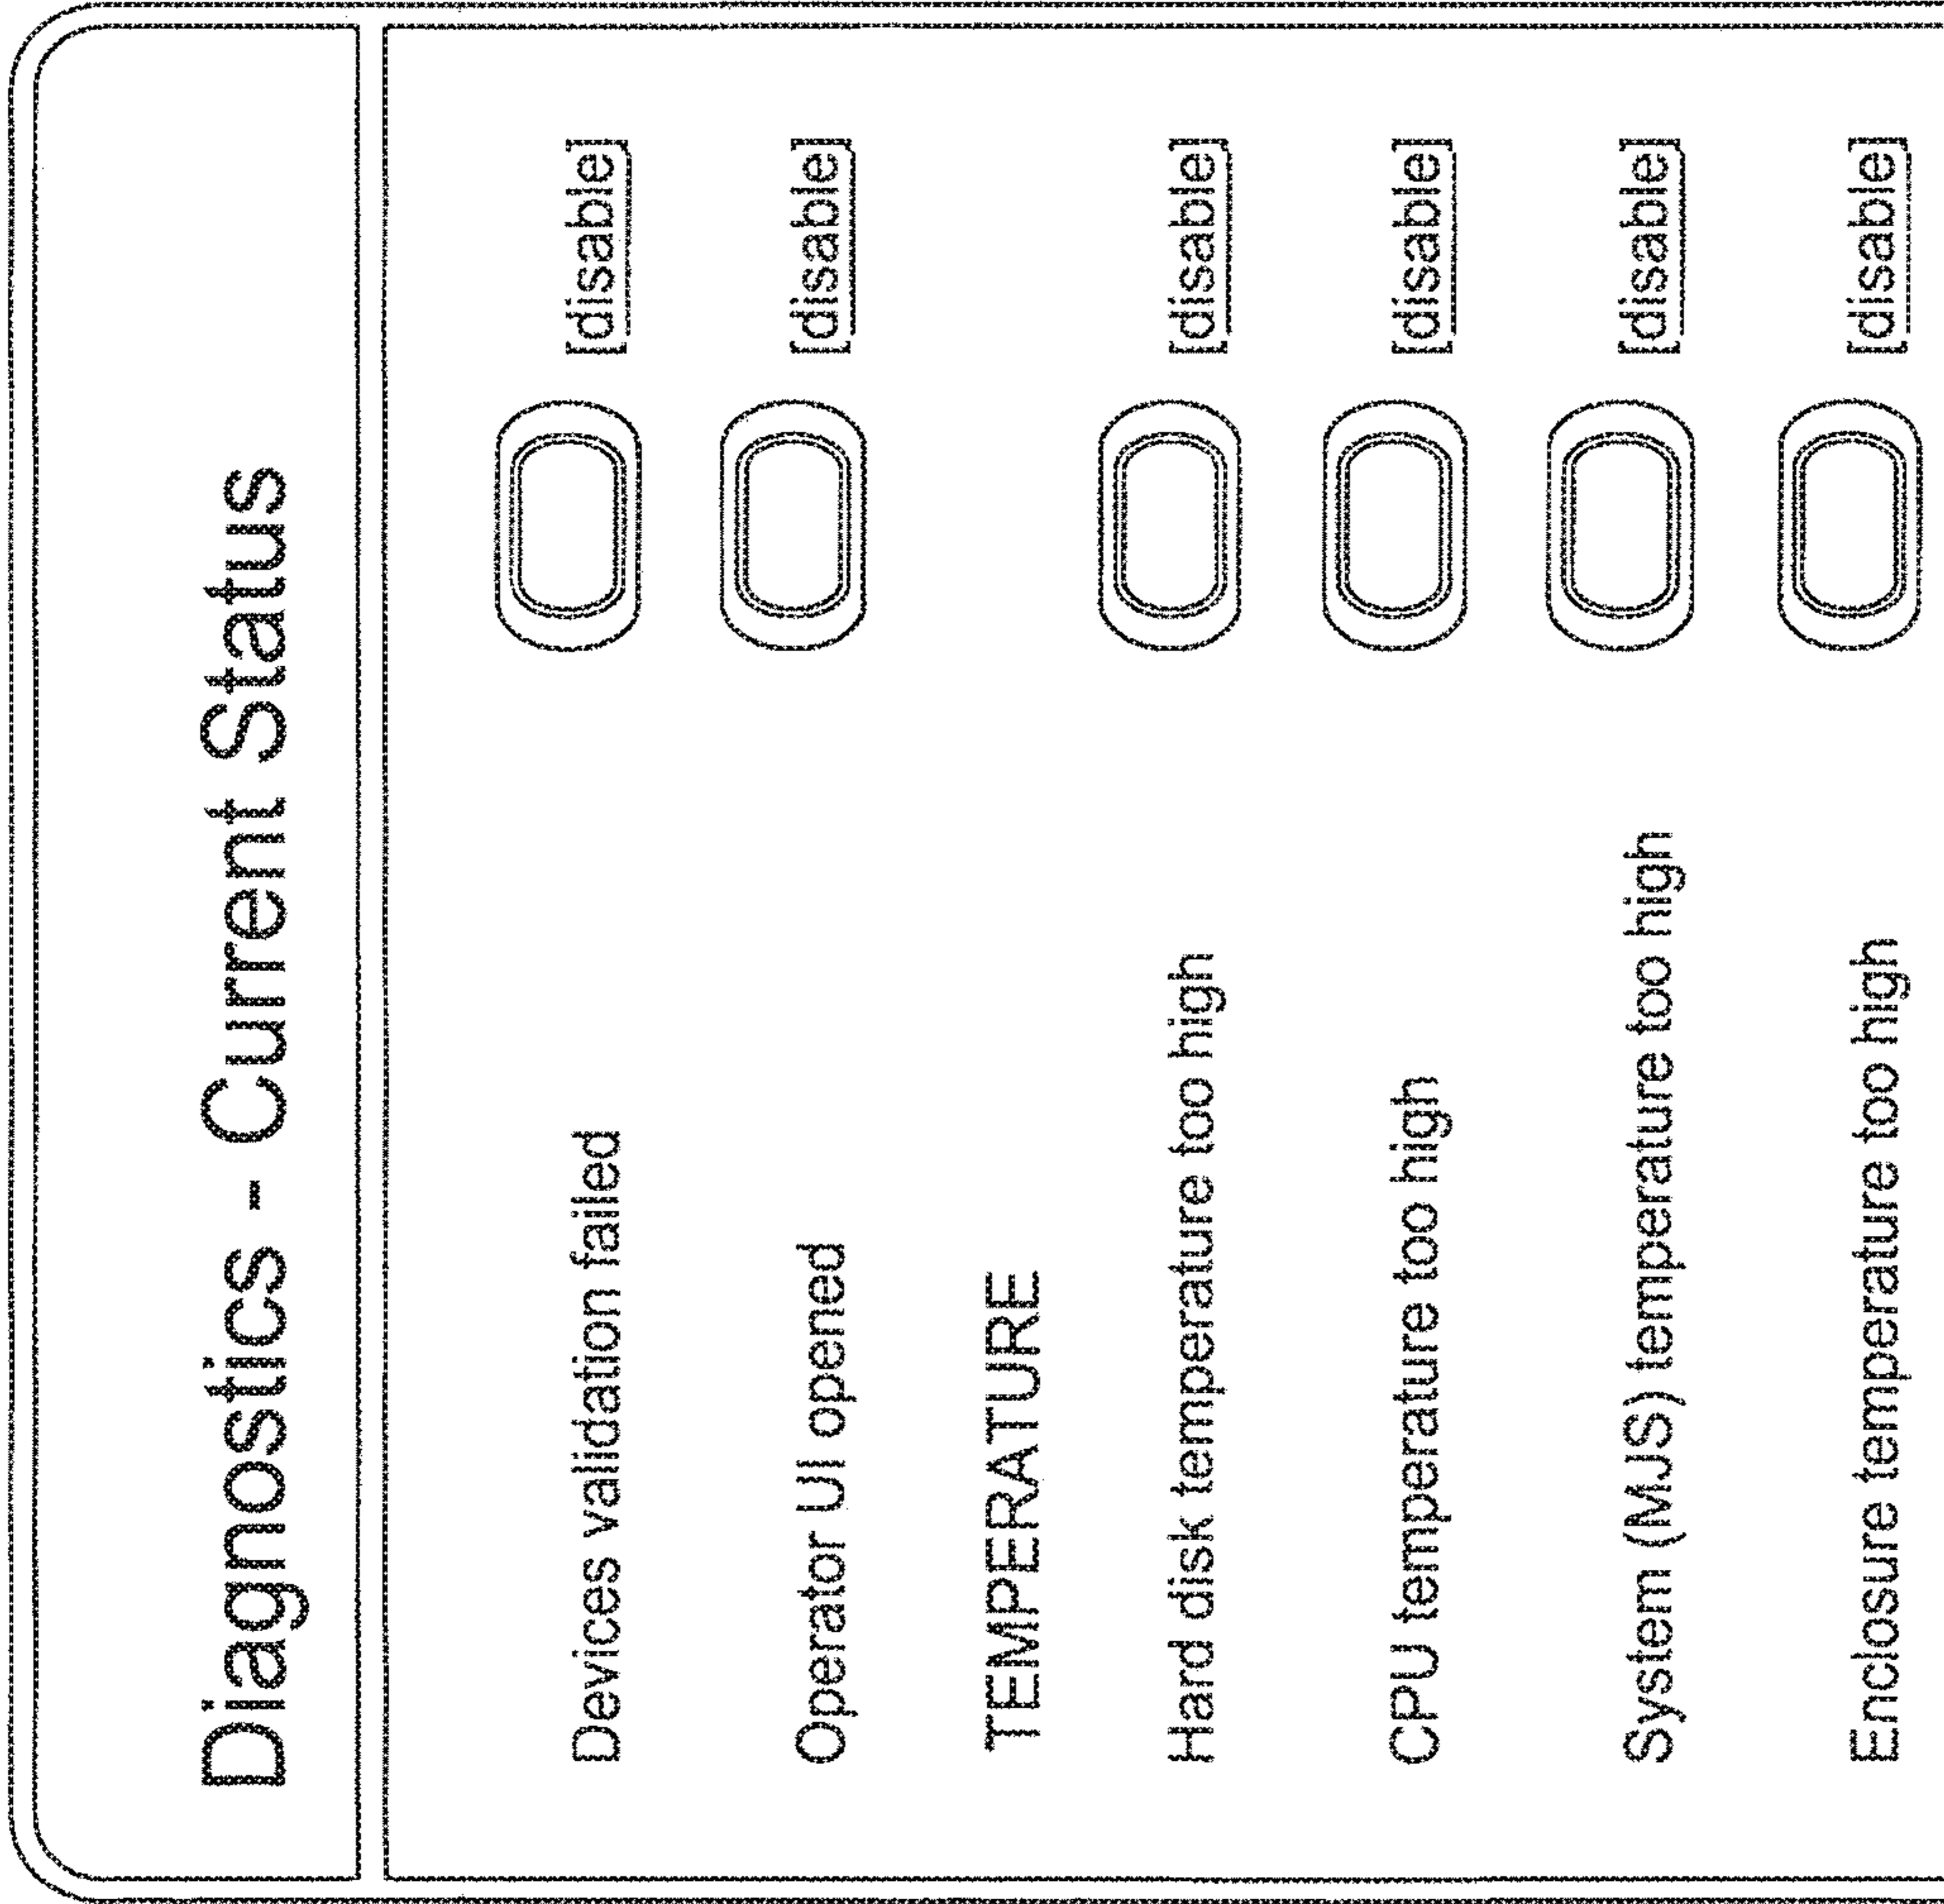 Diagnostics - Current Status
Devices validation failed [disable]
Operator UI opened [disable]
TEMPERATURE
Hard disk temperature too high [disable]
CPU temperature too high [disable]
System (MJS) temperature too high [disable]
Enclosure temperature too high [disable]